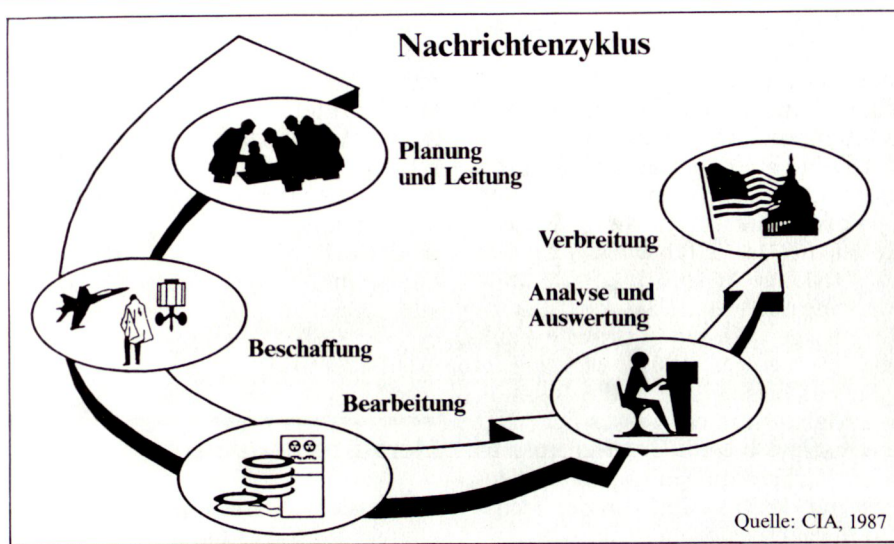 Nachrichtenzyklus
Planung
und Leitung
Verbreitung
Analyse und
Auswertung
Beschaffung
Bearbeitung
Quelle: CIA, 1987